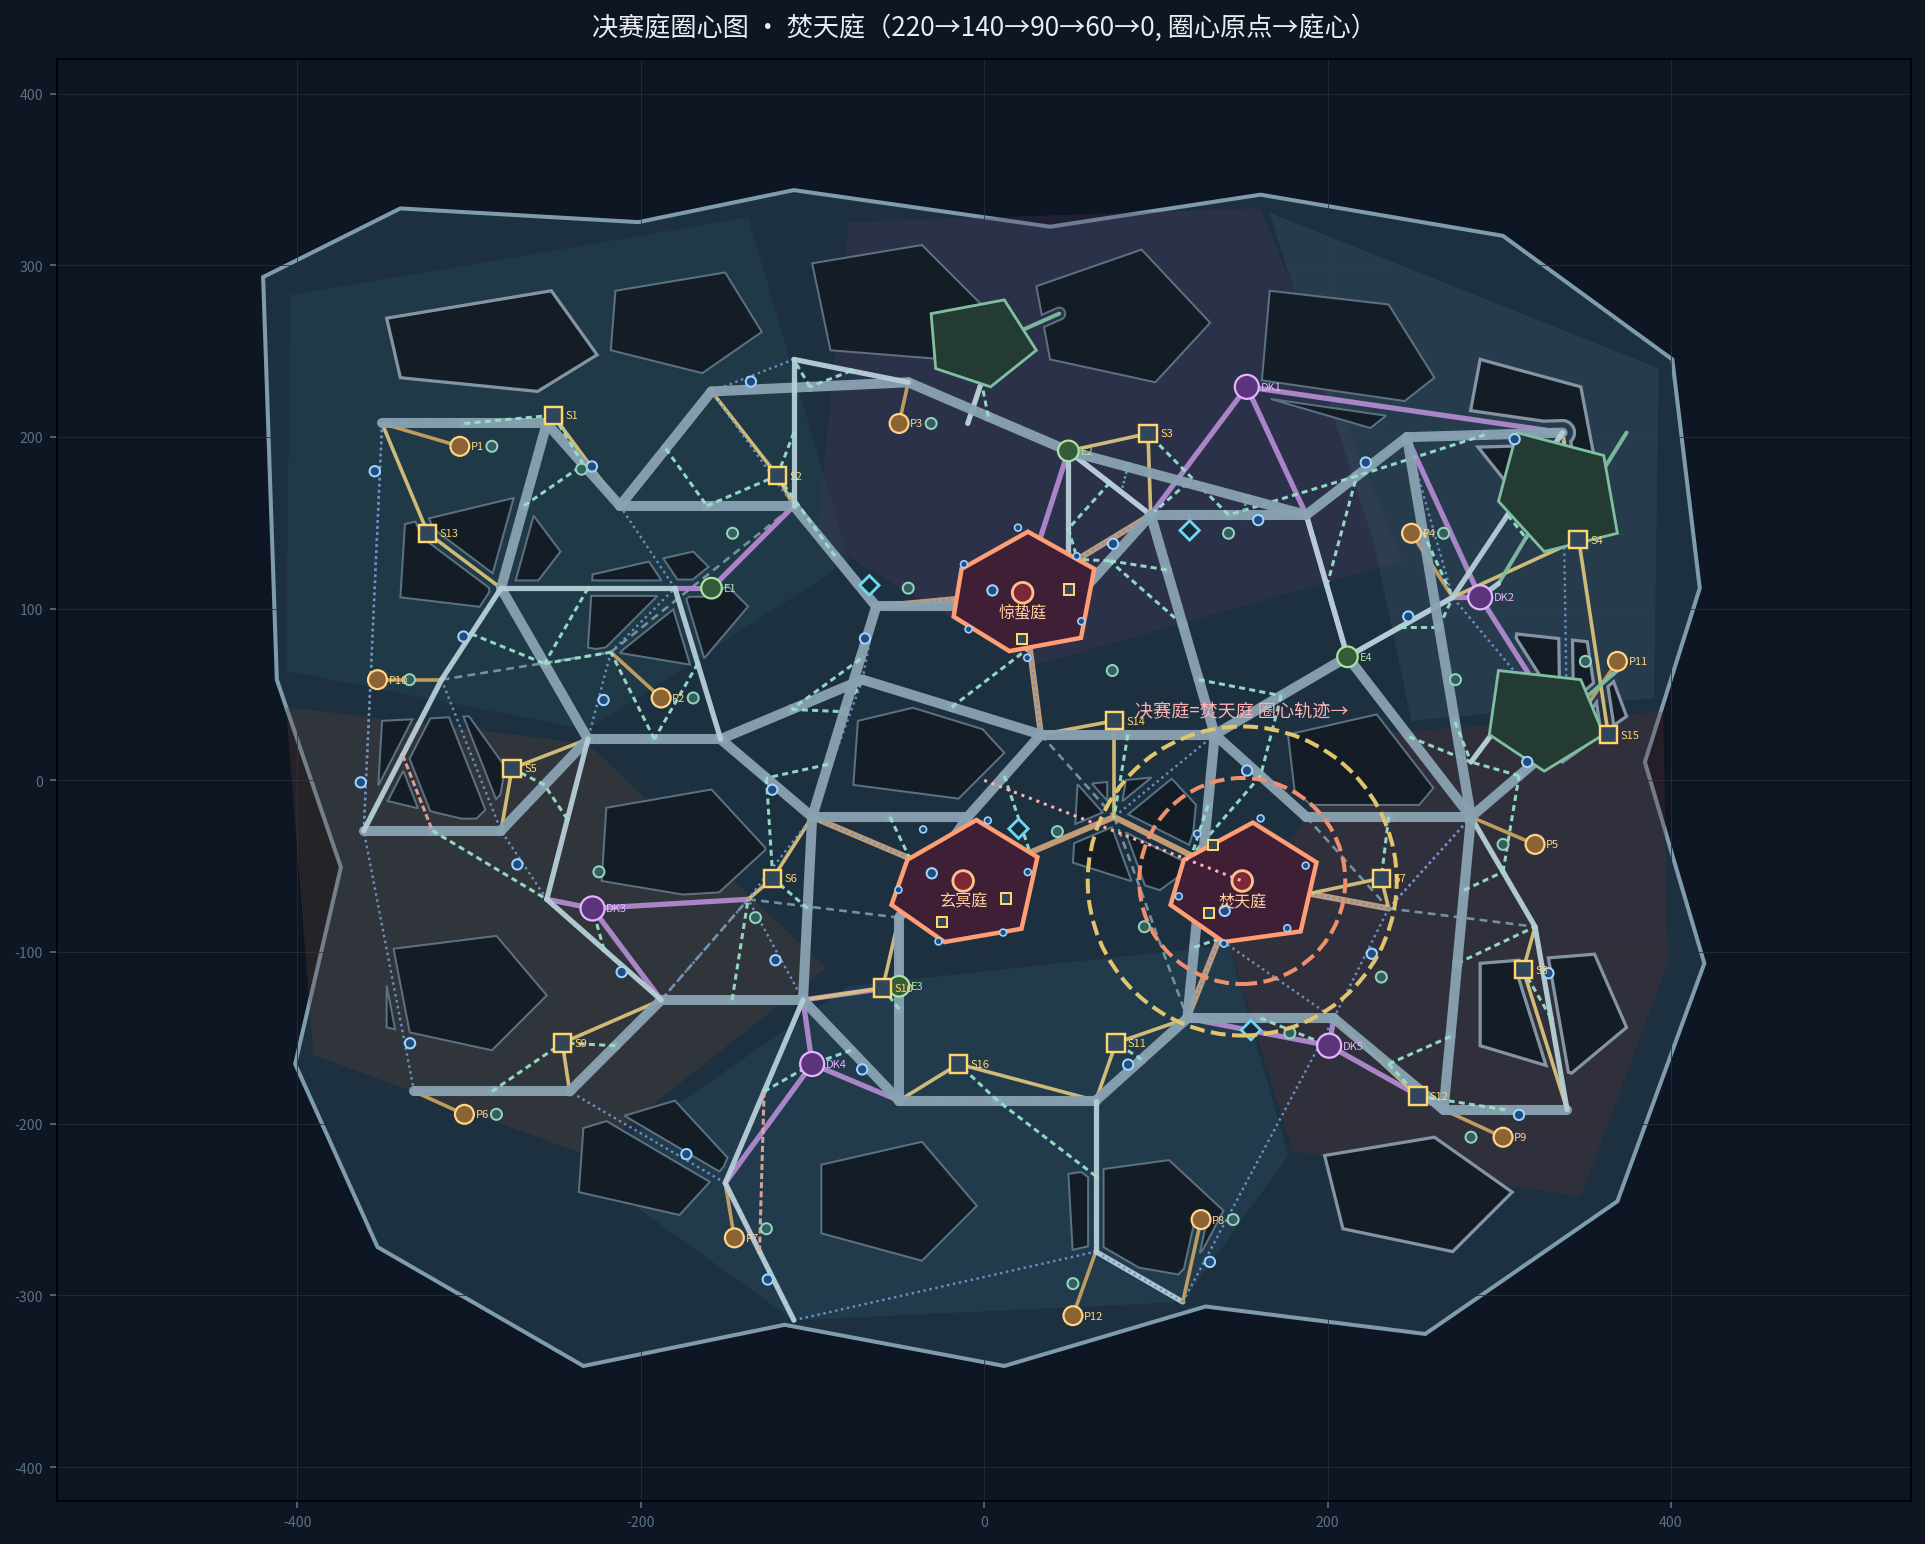 决赛庭圈心图 • 焚天庭（220→140→90→60→0, 圈心原点→庭心）
400
300
200
100
0
-100
-200
-300
-400
-400
-200
0
200
400
DK1
S1
P1
P3
E2
S3
S2
S13
P4
S4
E1
DK2
惊蛰庭
E4
P11
P10
P2
决赛庭=焚天庭 圈心轨迹→
S14
S15
S5
P5
S6
S7
玄冥庭
焚天庭
DK3
S8
S10
E3
S9
S11
DK5
DK4
S16
S12
P6
P9
P8
P7
P12